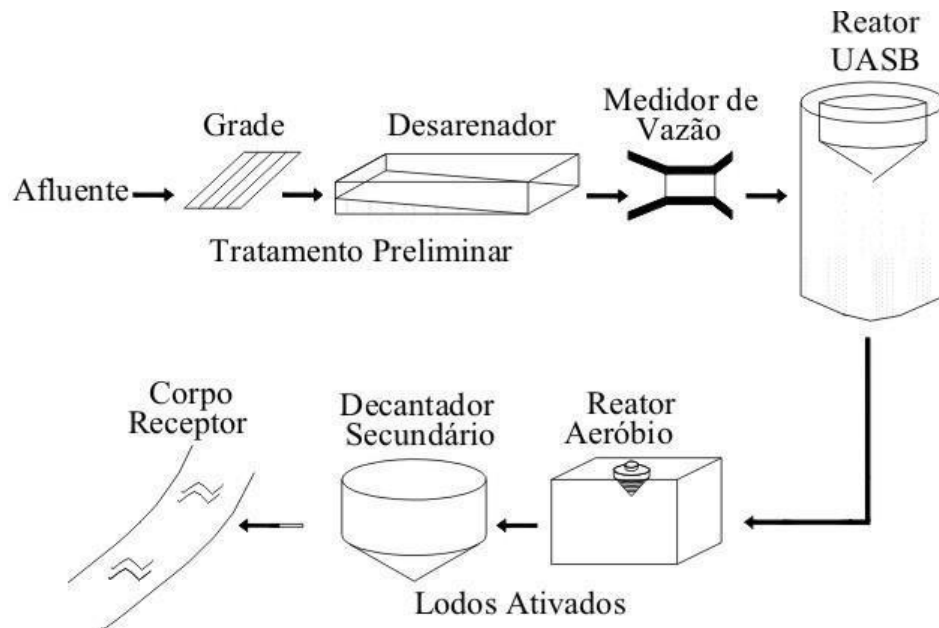 Reator
UASB
Medidor de
Vazão
Grade
Desarenador
Afluente
Tratamento Preliminar
Corpo
Receptor
Decantador
Secundário
Reator
Aeróbio
Lodos Ativados